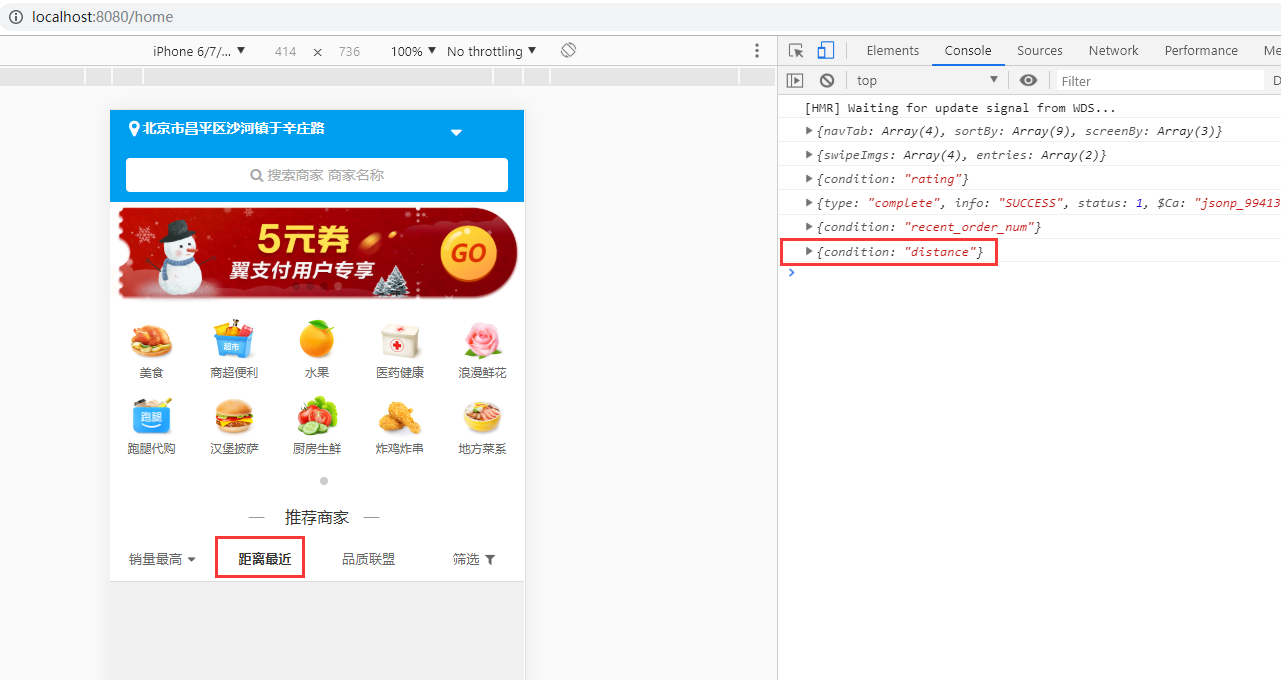 localhost:8080/home
iPhone 6/7/... ▼ 414 × 736 100% ▼ No throttling ▼
Elements Console Sources Network Performance Me
top ▼ Filter D
北京市昌平区沙河镇于辛庄路
搜索商家 商家名称
5元券
翼支付用户专享
GO
美食 商超便利 水果 医药健康 浪漫鲜花
超市
跑腿
跑腿代购 汉堡披萨 厨房生鲜 炸鸡炸串 地方菜系
— 推荐商家 —
销量最高 距离最近 品质联盟 筛选
[HMR] Waiting for update signal from WDS...
{navTab: Array(4), sortBy: Array(9), screenBy: Array(3)}
{swipeImgs: Array(4), entries: Array(2)}
{condition: "rating"}
{type: "complete", info: "SUCCESS", status: 1, $Ca: "jsonp_99413
{condition: "recent_order_num"}
{condition: "distance"}